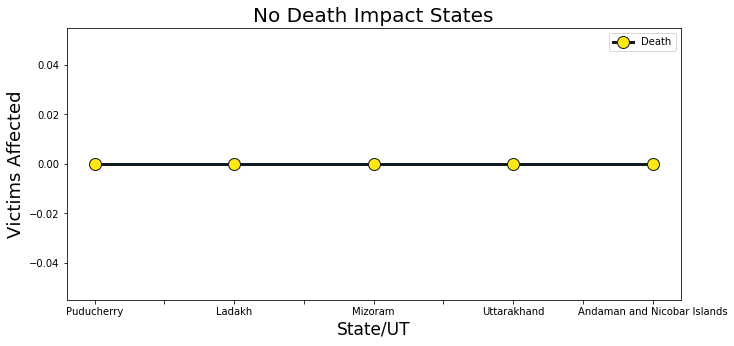 No Death Impact States
Death
0.04
0.02
0.00
−0.02
−0.04
Victims Affected
Puducherry Ladakh Mizoram Uttarakhand Andaman and Nicobar Islands
State/UT